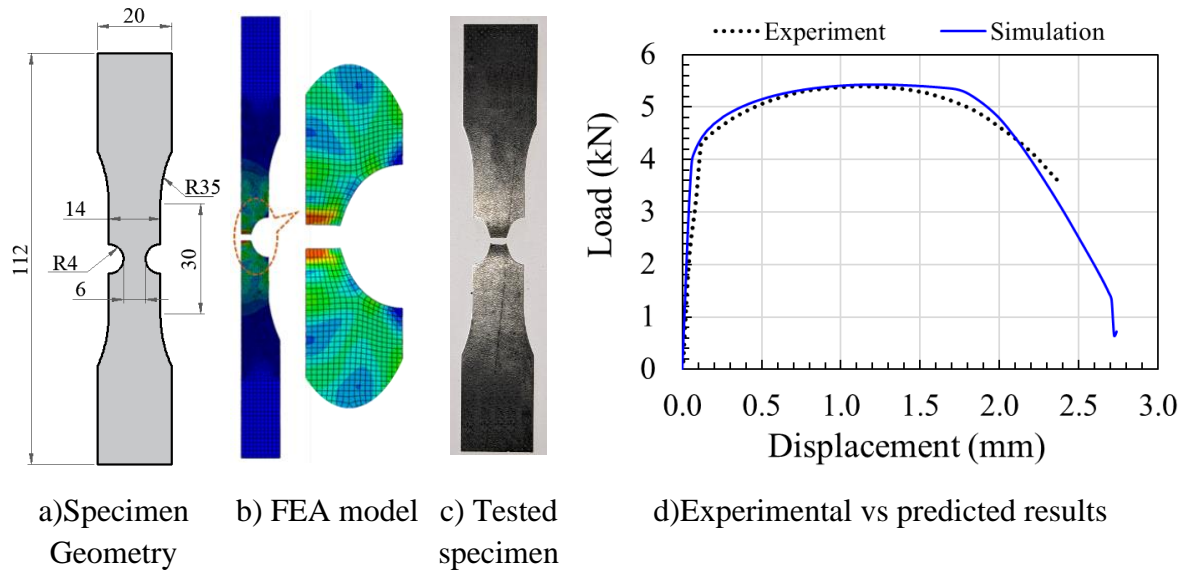 20
112
R35
14
R4
30
6
Experiment
Simulation
Load (kN)
6
5
4
3
2
1
0
0.0 0.5 1.0 1.5 2.0 2.5 3.0
Displacement (mm)
a)Specimen
Geometry
b) FEA model
c) Tested
specimen
d)Experimental vs predicted results